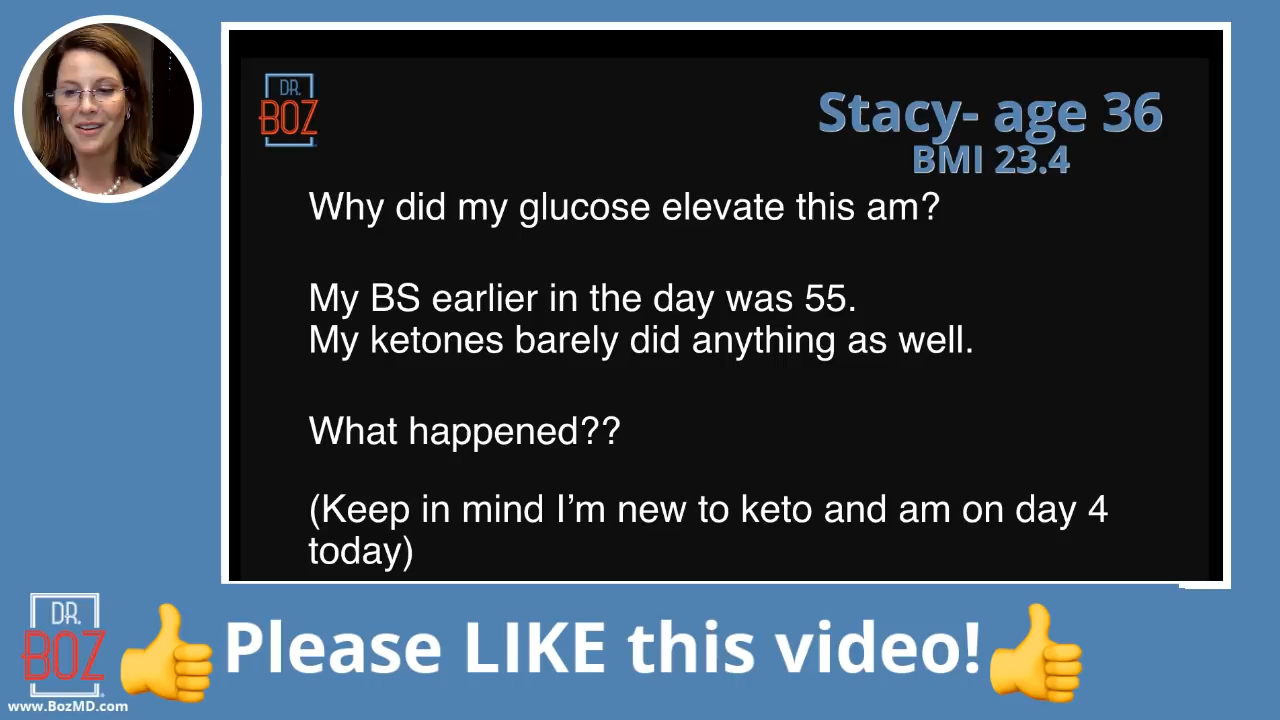 DR.
BOZ
Stacy- age 36
BMI 23.4
Why did my glucose elevate this am?
My BS earlier in the day was 55.
My ketones barely did anything as well.
What happened??
(Keep in mind I'm new to keto and am on day 4
today)
DR.
BOZ
Please LIKE this video!
www.BozMD.com